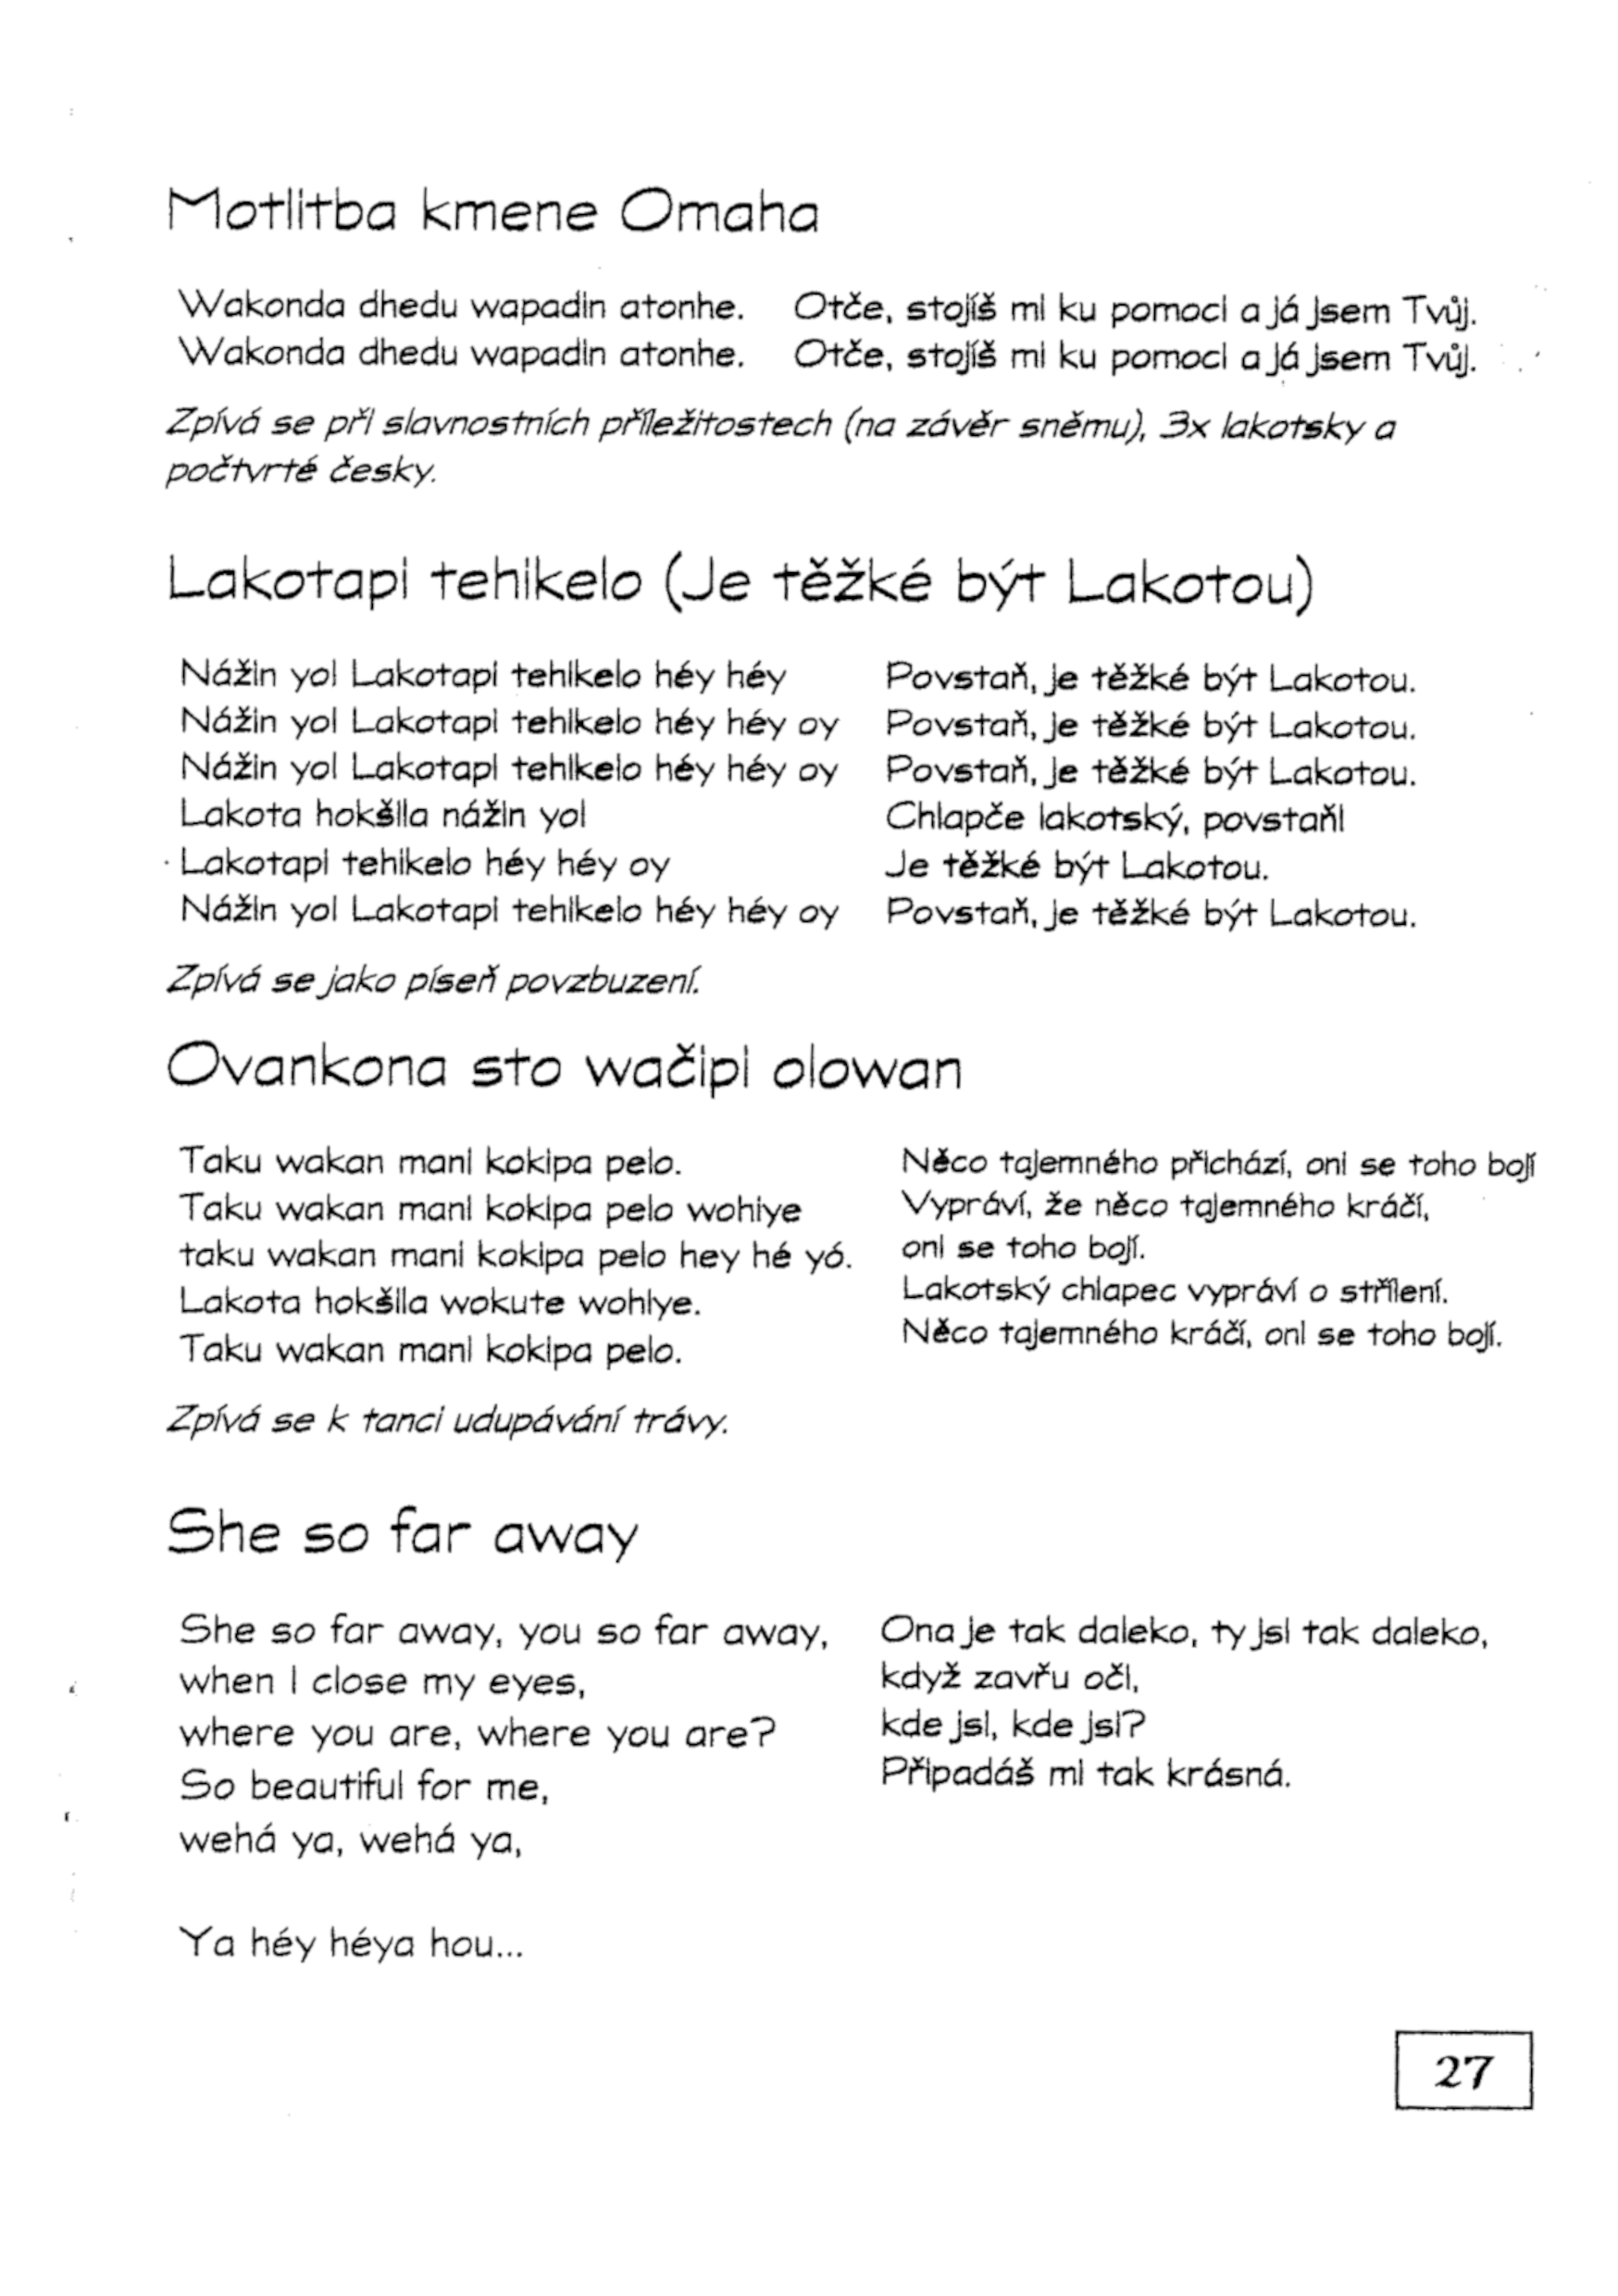 Motlitba kmene Omaha
Wakonda dhedu wapadin atonhe.
Wakonda dhedu wapadin atonhe.
Otče, stojíš mi ku pomoci a já jsem Tvůj.
Otče, stojíš mi ku pomoci a já jsem Tvůj.
Zpívá se při slavnostních příležitostech (na závěr sněmu), 3x lakotsky a
počtvrté česky.
Lakotapi tehikelo (Je těžké být Lakotou)
Nážin yol Lakotapi tehikelo héy héy
Nážin yol Lakotapi tehikelo héy héy oy
Nážin yol Lakotapi tehikelo héy héy oy
Lakota hokšila nážin yol
Lakotapi tehikelo héy héy oy
Nážin yol Lakotapi tehikelo héy héy oy
Povstaň, je těžké být Lakotou.
Povstaň, je těžké být Lakotou.
Povstaň, je těžké být Lakotou.
Chlapče lakotský, povstaň!
Je těžké být Lakotou.
Povstaň, je těžké být Lakotou.
Zpívá se jako píseň povzbuzení.
Ovankona sto wačipi olowan
Taku wakan mani kokipa pelo.
Taku wakan mani kokipa pelo wohiye
taku wakan mani kokipa pelo hey hé yó.
Lakota hokšila wokute wohiye.
Taku wakan mani kokipa pelo.
Něco tajemného přichází, oni se toho bojí
Vypráví, že něco tajemného kráčí,
oni se toho bojí.
Lakotský chlapec vypráví o střílení.
Něco tajemného kráčí, oni se toho bojí.
Zpívá se k tanci udupávání trávy.
She so far away
She so far away, you so far away,
when I close my eyes,
where you are, where you are?
So beautiful for me,
wehá ya, wehá ya,
Ya héy héya hou...
Ona je tak daleko, ty jsi tak daleko,
když zavřu oči,
kde jsi, kde jsi?
Připadáš mi tak krásná.
27